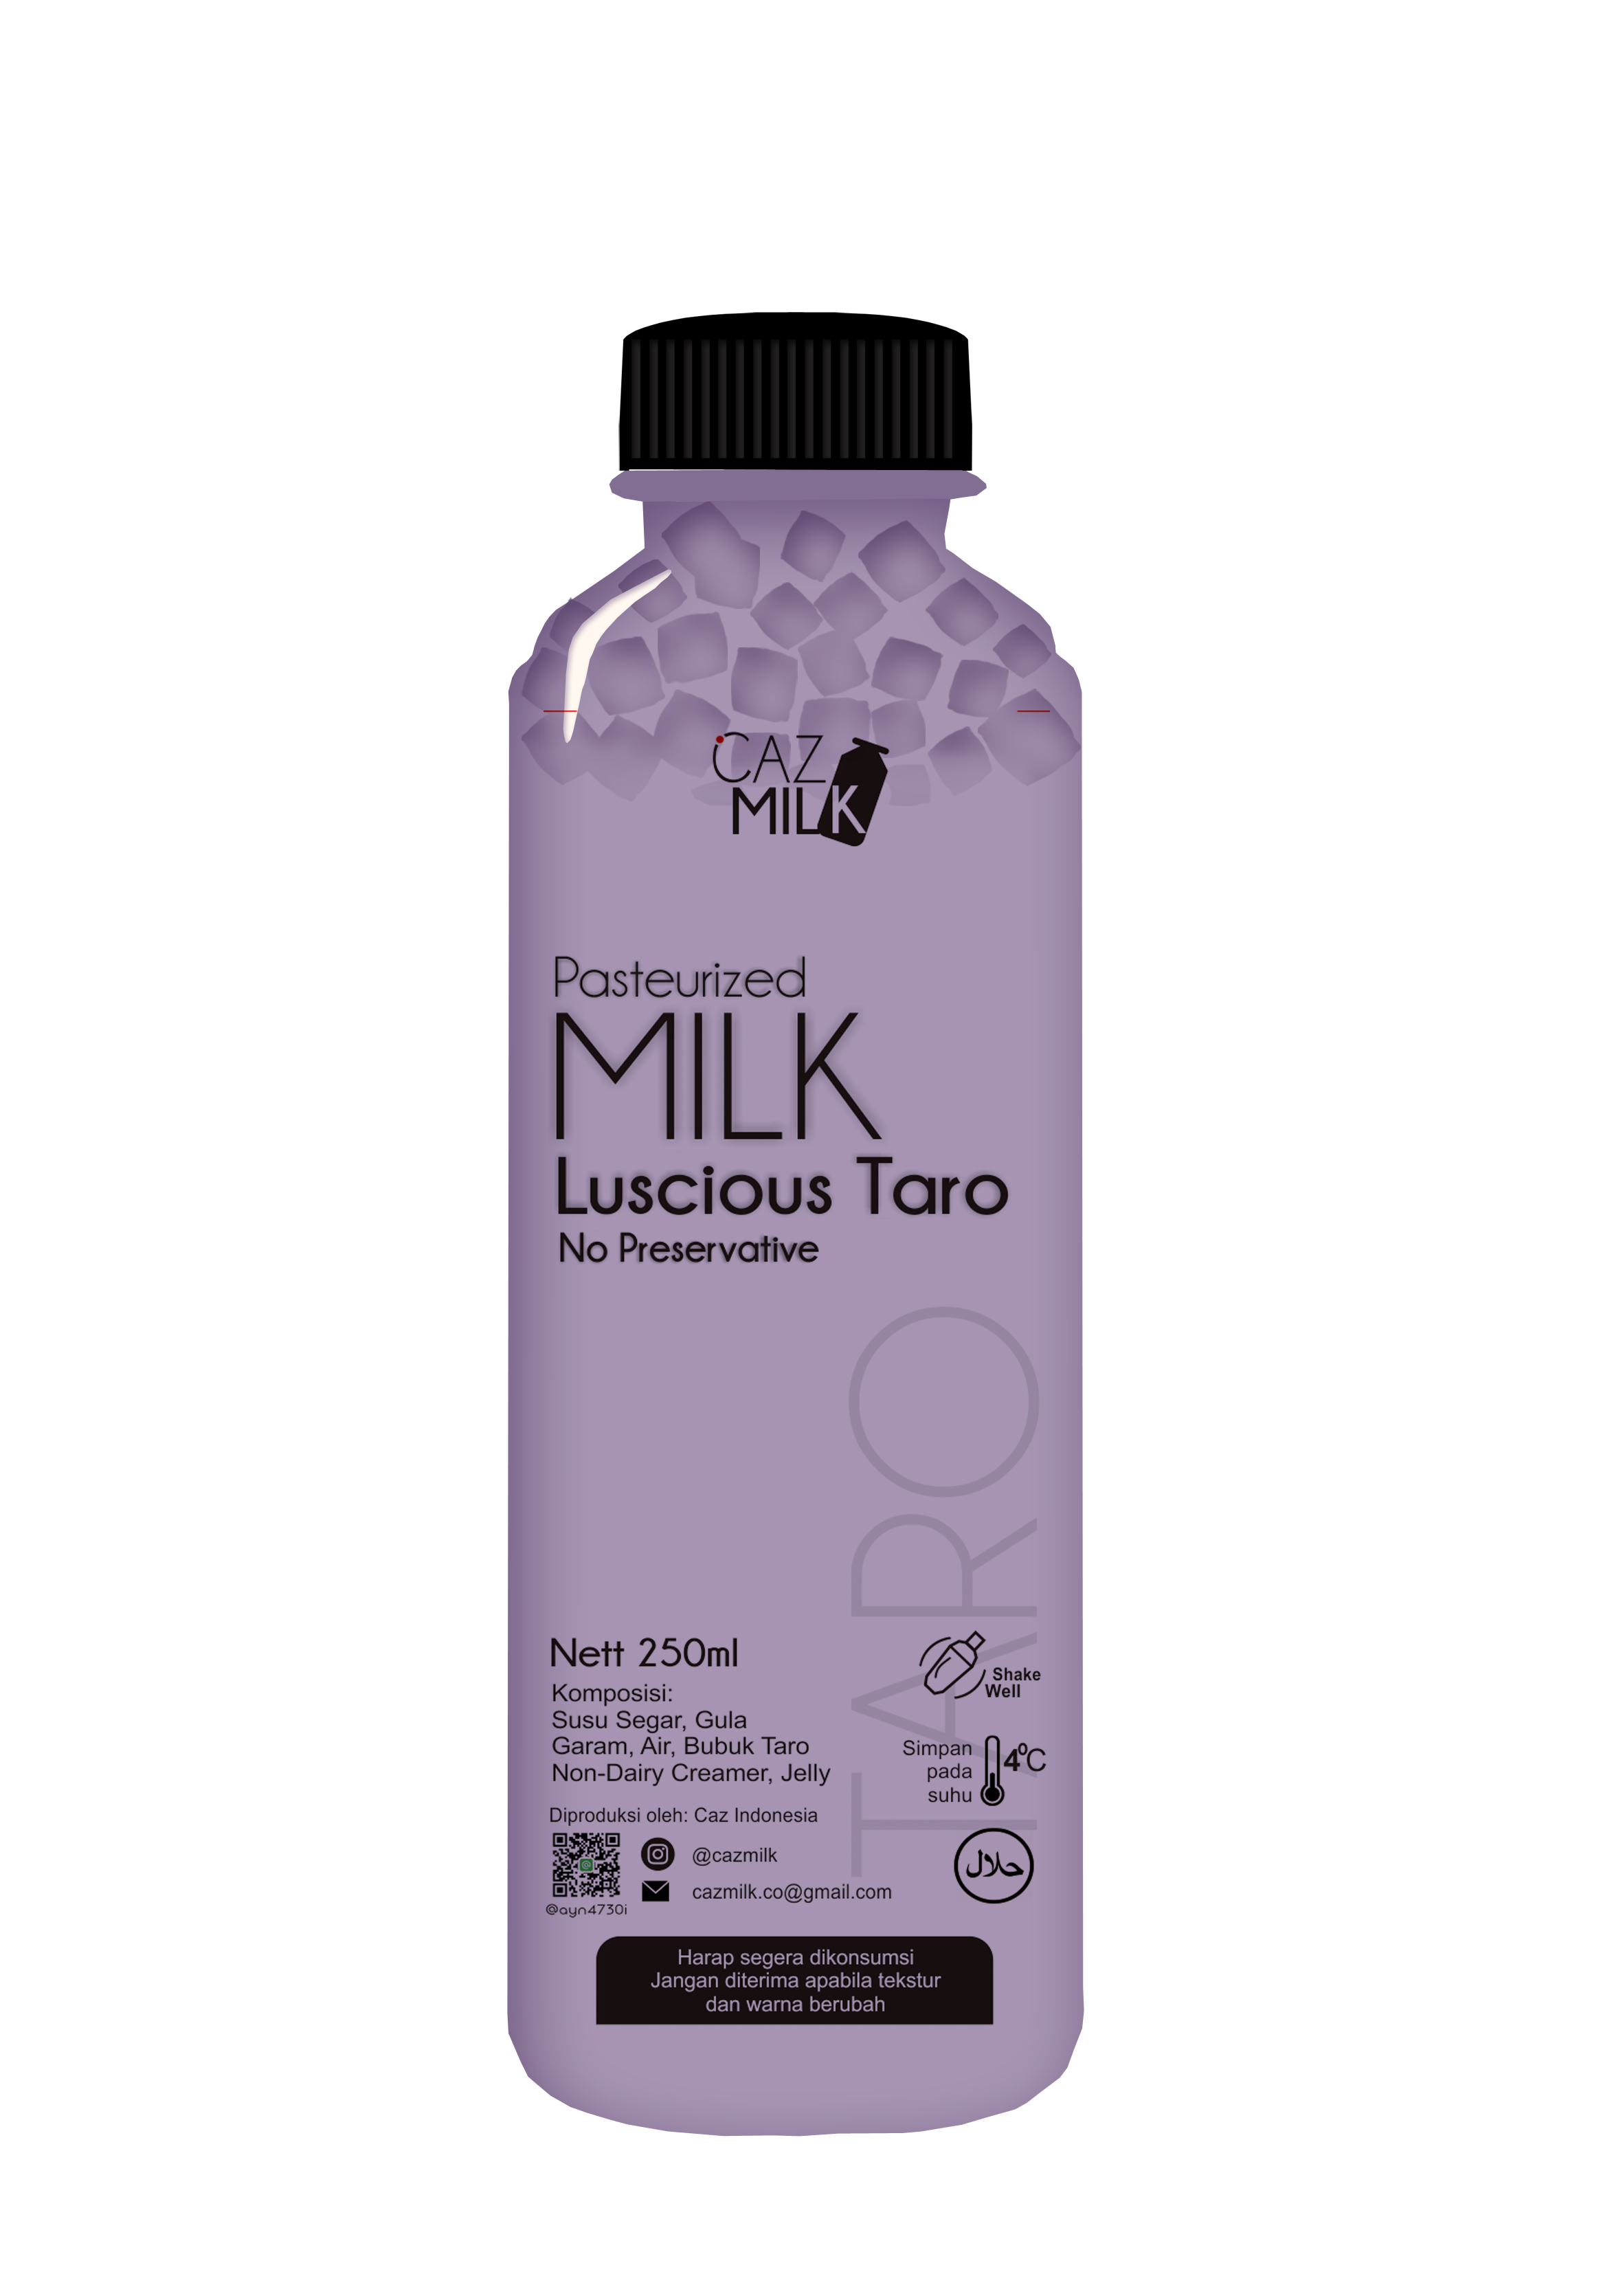 CAZ
MILK
Pasteurized
MILK
Luscious Taro
No Preservative
TARO
Nett 250ml
Komposisi:
Susu Segar, Gula
Garam, Air, Bubuk Taro
Non-Dairy Creamer, Jelly
Shake
Well
Simpan
pada
suhu
4°C
Diproduksi oleh: Caz Indonesia
@cazmilk
cazmilk.co@gmail.com
@ayn4730i
حلال
Harap segera dikonsumsi
Jangan diterima apabila tekstur
dan warna berubah